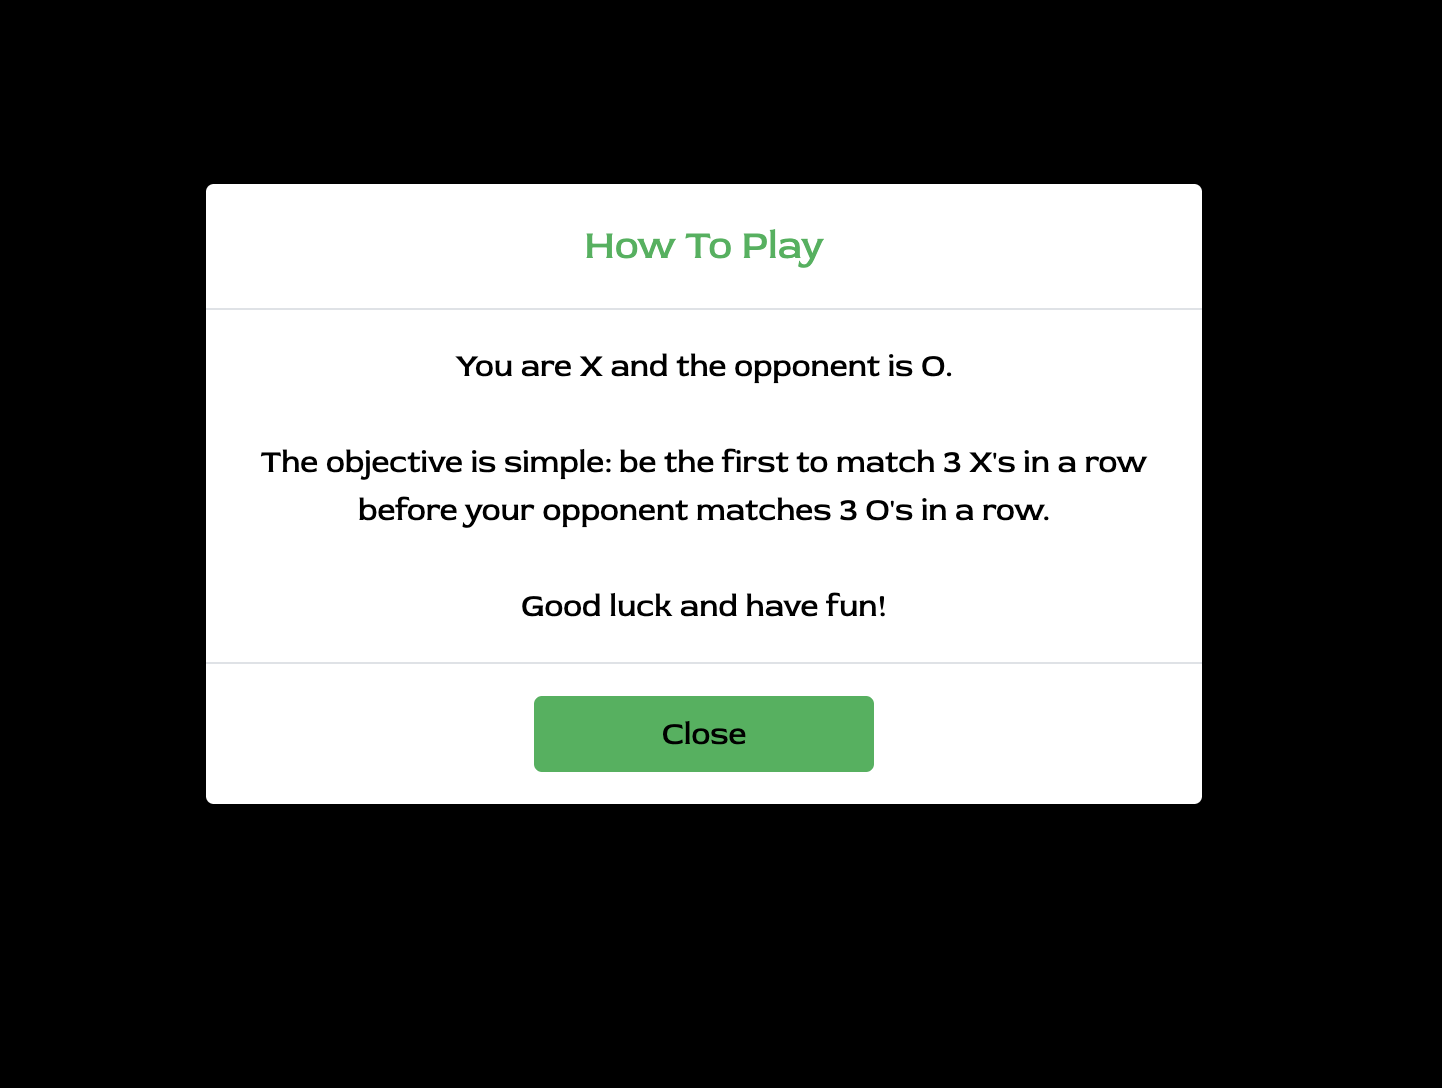 How To Play
You are X and the opponent is O.
The objective is simple: be the first to match 3 X's in a row
before your opponent matches 3 O's in a row.
Good luck and have fun!
Close